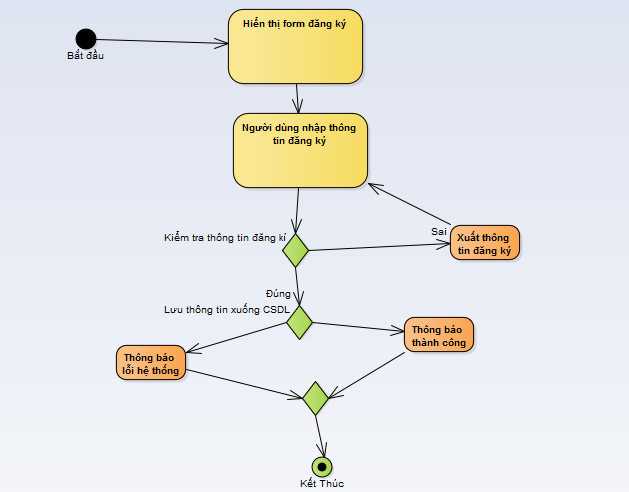 Hiển thị form đăng ký
Bắt đầu
Người dùng nhập thông
tin đăng ký
Kiểm tra thông tin đăng kí
Sai
Xuất thông
tin đăng ký
Đúng
Lưu thông tin xuống CSDL
Thông báo
thành công
Thông báo
lỗi hệ thống
Kết Thúc